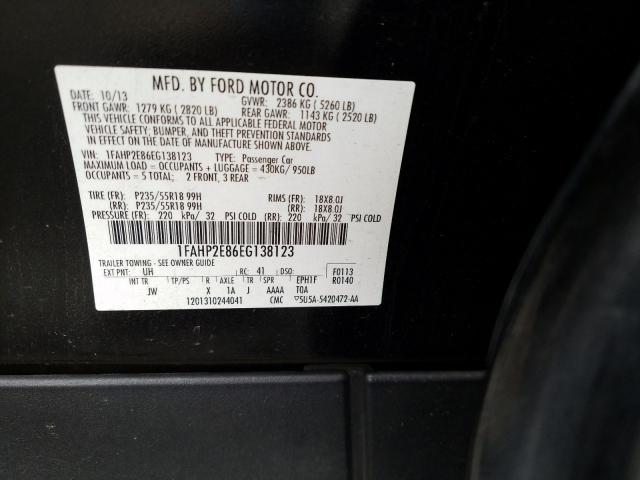 MFD. BY FORD MOTOR CO.
DATE: 10/13 GVWR: 2386 KG ( 5260 LB)
FRONT GAWR: 1279 KG ( 2820 LB) REAR GAWR: 1143 KG ( 2520 LB)
THIS VEHICLE CONFORMS TO ALL APPLICABLE FEDERAL MOTOR
VEHICLE SAFETY, BUMPER, AND THEFT PREVENTION STANDARDS
IN EFFECT ON THE DATE OF MANUFACTURE SHOWN ABOVE.
VIN: 1FAHP2E86EG138123 TYPE: Passenger Car
MAXIMUM LOAD = OCCUPANTS + LUGGAGE = 430KG/ 950LB
OCCUPANTS = 5 TOTAL; 2 FRONT, 3 REAR
TIRE (FR): P235/55R18 99H RIMS (FR): 18X8.0J
(RR): P235/55R18 99H (RR): 18X8.0J
PRESSURE (FR): 220 kPa/ 32 PSI COLD (RR): 220 kPa/ 32 PSI COLD
1FAHP2E86EG138123
TRAILER TOWING - SEE OWNER GUIDE
EXT PNT: UH RC: 41 DSO: F0113
INT TR TP/PS R AXLE TR SPR EPH1F R0140
JW X 1A J AAAA TOA
1201310244041 CMC ▽5U5A-5420472-AA